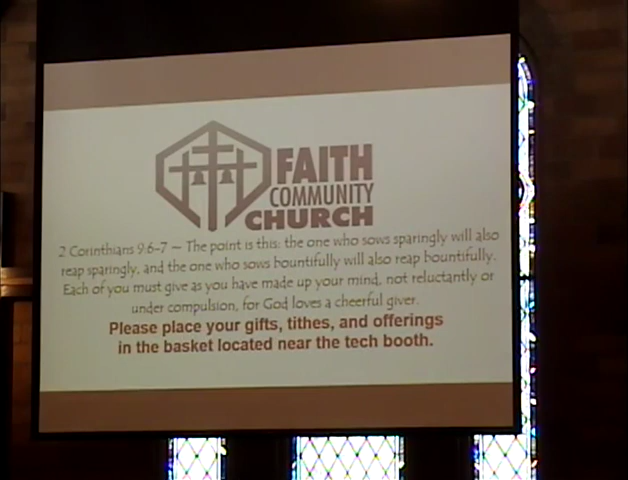 FAITH
COMMUNITY
CHURCH
2 Corinthians 9:6-7 – The point is this: the one who sows sparingly will also
reap sparingly, and the one who sows bountifully will also reap bountifully.
Each of you must give as you have made up your mind, not reluctantly or
under compulsion, for God loves a cheerful giver.
Please place your gifts, tithes, and offerings
in the basket located near the tech booth.